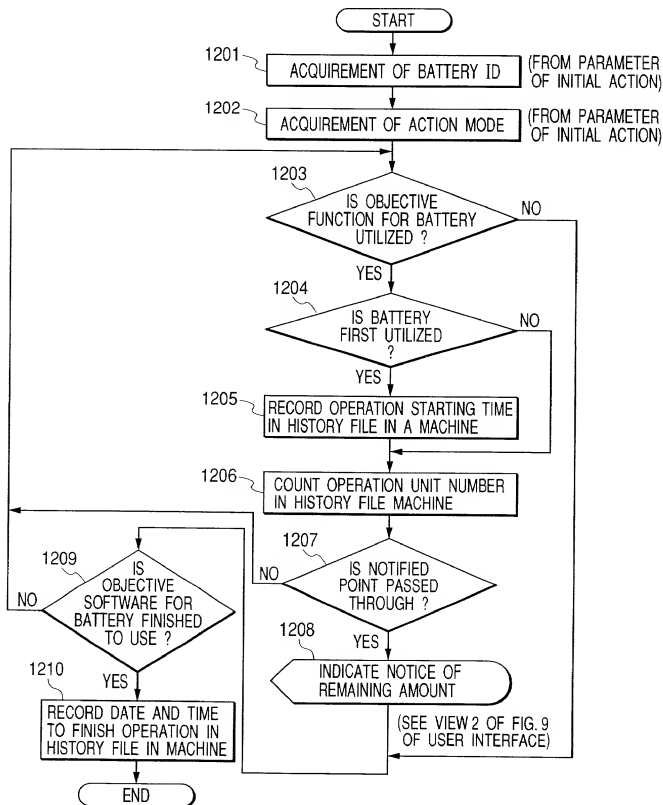 START
1201
ACQUIREMENT OF BATTERY ID
(FROM PARAMETER
OF INITIAL ACTION)
1202
ACQUIREMENT OF ACTION MODE
(FROM PARAMETER
OF INITIAL ACTION)
1203
IS OBJECTIVE
FUNCTION FOR BATTERY
UTILIZED ?
NO
YES
1204
IS BATTERY
FIRST UTILIZED
?
NO
YES
1205
RECORD OPERATION STARTING TIME
IN HISTORY FILE IN A MACHINE
1206
COUNT OPERATION UNIT NUMBER
IN HISTORY FILE MACHINE
1207
IS NOTIFIED
POINT PASSED
THROUGH ?
NO
YES
1208
INDICATE NOTICE OF
REMAINING AMOUNT
(SEE VIEW 2 OF FIG. 9
OF USER INTERFACE)
1209
IS
OBJECTIVE
SOFTWARE FOR
BATTERY FINISHED
TO USE ?
NO
YES
1210
RECORD DATE AND TIME
TO FINISH OPERATION IN
HISTORY FILE IN MACHINE
END